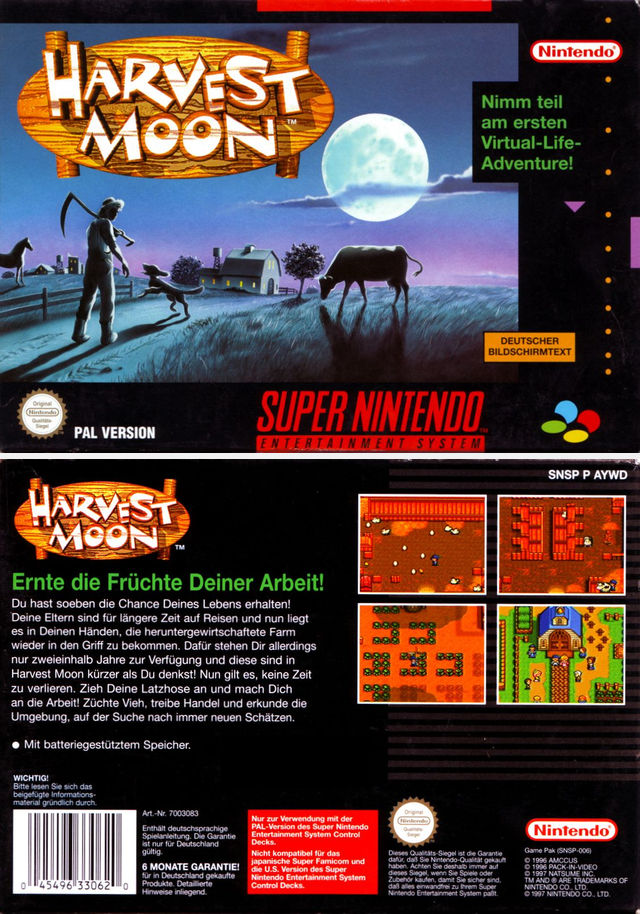 HARVEST
MOON™
Nintendo®
Nimm teil
am ersten
Virtual-Life-
Adventure!
DEUTSCHER
BILDSCHIRMTEXT
Original
Nintendo
Qualitäts-
Siegel
PAL VERSION
SUPER NINTENDO™
ENTERTAINMENT SYSTEM
SNSP P AYWD
HARVEST
MOON™
Ernte die Früchte Deiner Arbeit!
Du hast soeben die Chance Deines Lebens erhalten!
Deine Eltern sind für längere Zeit auf Reisen und nun liegt
es in Deinen Händen, die heruntergewirtschaftete Farm
wieder in den Griff zu bekommen. Dafür stehen Dir allerdings
nur zweieinhalb Jahre zur Verfügung und diese sind in
Harvest Moon kürzer als Du denkst! Nun gilt es, keine Zeit
zu verlieren. Zieh Deine Latzhose an und mach Dich
an die Arbeit! Züchte Vieh, treibe Handel und erkunde die
Umgebung, auf der Suche nach immer neuen Schätzen.
● Mit batteriegestütztem Speicher.
WICHTIG!
Bitte lesen Sie sich das
beigefügte Informations-
material gründlich durch.
0 45496 33062 0
Art.-Nr. 7003083
Enthält deutschsprachige
Spielanleitung. Die Garantie
ist nur für Deutschland
gültig.
6 MONATE GARANTIE!
für in Deutschland gekaufte
Produkte. Detaillierte
Hinweise inliegend.
Nur zur Verwendung mit der
PAL-Version des Super Nintendo
Entertainment System Control
Decks.
Nicht kompatibel für das
japanische Super Famicom und
die U.S. Version des Super
Nintendo Entertainment System
Control Decks.
Original
Nintendo
Qualitäts-
Siegel
Dieses Qualitäts-Siegel ist die Garantie
dafür, daß Sie Nintendo-Qualität gekauft
haben. Achten Sie deshalb immer auf
dieses Siegel, wenn Sie Spiele oder
Zubehör kaufen, damit Sie sicher sind,
daß alles einwandfrei zu Ihrem Super
Nintendo Entertainment System paßt.
Nintendo®
Game Pak (SNSP-006)
© 1996 AMCCUS
© 1996 PACK-IN-VIDEO
© 1997 NATSUME INC.
TM AND ® ARE TRADEMARKS OF
NINTENDO CO., LTD.
© 1997 NINTENDO CO., LTD.